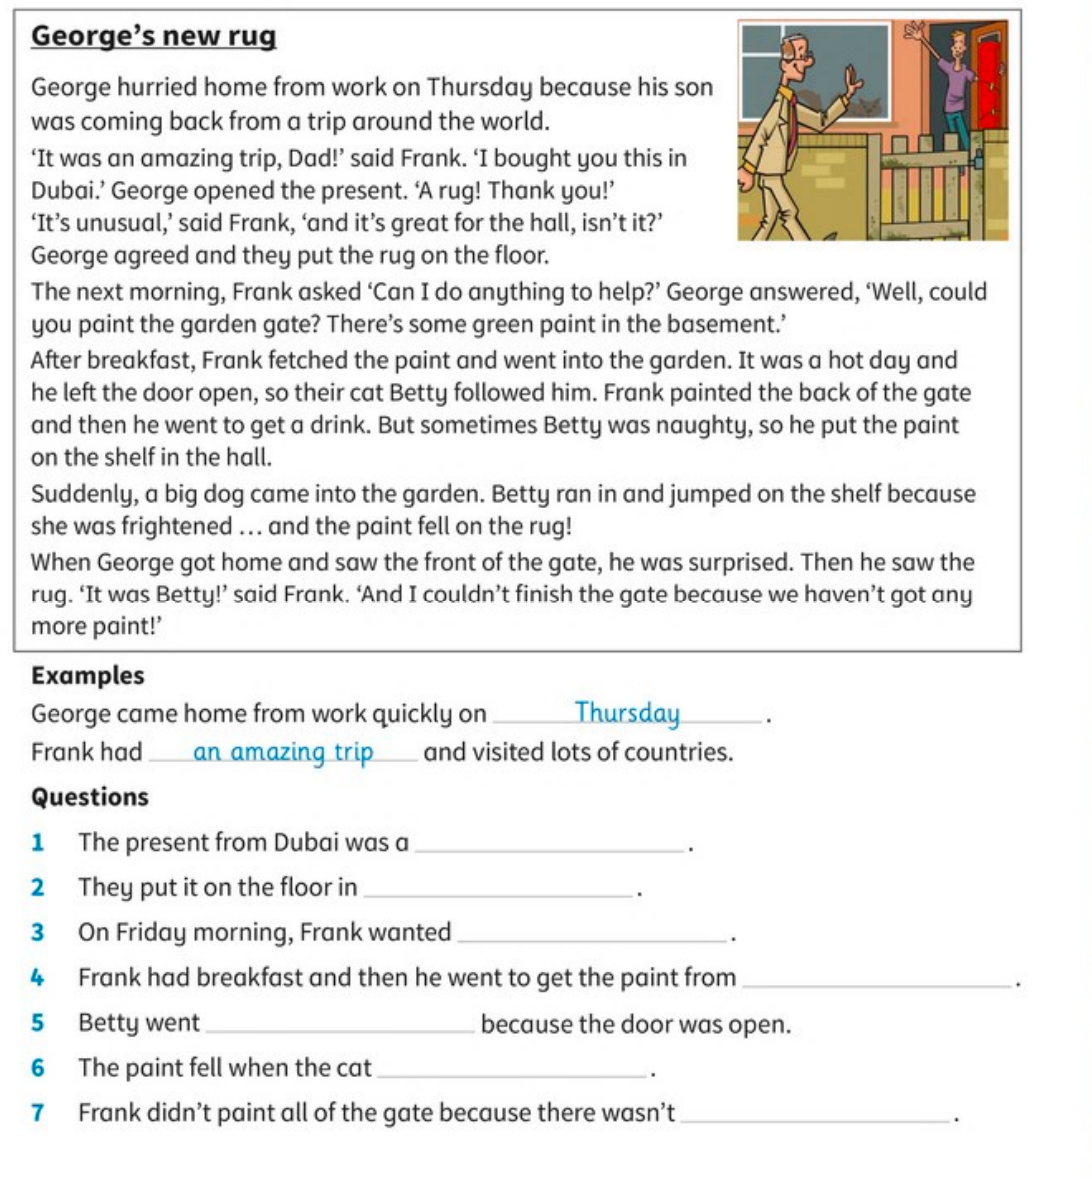 George's new rug
George hurried home from work on Thursday because his son
was coming back from a trip around the world.
'It was an amazing trip, Dad!' said Frank. 'I bought you this in
Dubai.' George opened the present. 'A rug! Thank you!'
'It's unusual,' said Frank, 'and it's great for the hall, isn't it?'
George agreed and they put the rug on the floor.
The next morning, Frank asked 'Can I do anything to help?' George answered, 'Well, could
you paint the garden gate? There's some green paint in the basement.'
After breakfast, Frank fetched the paint and went into the garden. It was a hot day and
he left the door open, so their cat Betty followed him. Frank painted the back of the gate
and then he went to get a drink. But sometimes Betty was naughty, so he put the paint
on the shelf in the hall.
Suddenly, a big dog came into the garden. Betty ran in and jumped on the shelf because
she was frightened ... and the paint fell on the rug!
When George got home and saw the front of the gate, he was surprised. Then he saw the
rug. 'It was Betty!' said Frank. 'And I couldn't finish the gate because we haven't got any
more paint!'
Examples
George came home from work quickly on Thursday .
Frank had an amazing trip and visited lots of countries.
Questions
1 The present from Dubai was a ____ .
2 They put it on the floor in ____ .
3 On Friday morning, Frank wanted ____ .
4 Frank had breakfast and then he went to get the paint from ____ .
5 Betty went ____ because the door was open.
6 The paint fell when the cat ____ .
7 Frank didn't paint all of the gate because there wasn't ____ .